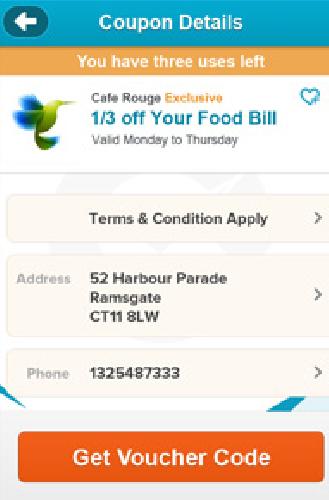 Coupon Details
You have three uses left
Cafe Rouge Exclusive
1/3 off Your Food Bill
Valid Monday to Thursday
Terms & Condition Apply
Address 52 Harbour Parade
Ramsgate
CT11 8LW
Phone 1325487333
Get Voucher Code